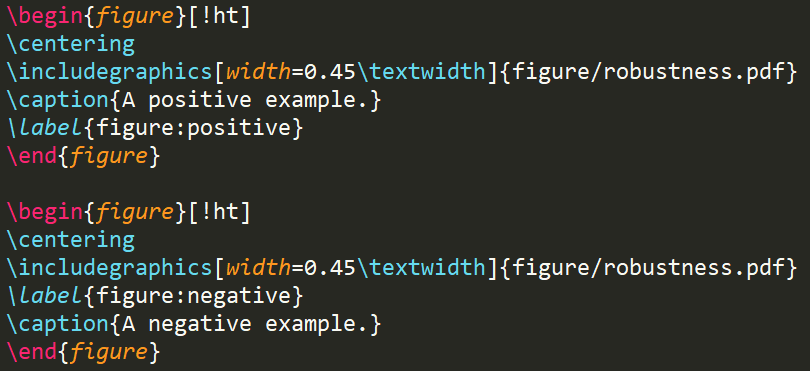 \begin{figure}[!ht]
\centering
\includegraphics[width=0.45\textwidth]{figure/robustness.pdf}
\caption{A positive example.}
\label{figure:positive}
\end{figure}

\begin{figure}[!ht]
\centering
\includegraphics[width=0.45\textwidth]{figure/robustness.pdf}
\label{figure:negative}
\caption{A negative example.}
\end{figure}